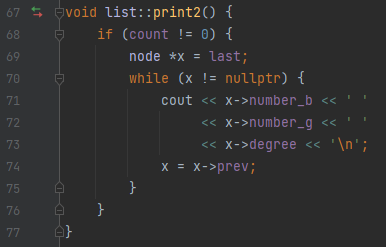 67 void list::print2() {
68 if (count != 0) {
69 node *x = last;
70 while (x != nullptr) {
71 cout << x->number_b << ' '
72 << x->number_g << ' '
73 << x->degree << '\n';
74 x = x->prev;
75 }
76 }
77 }